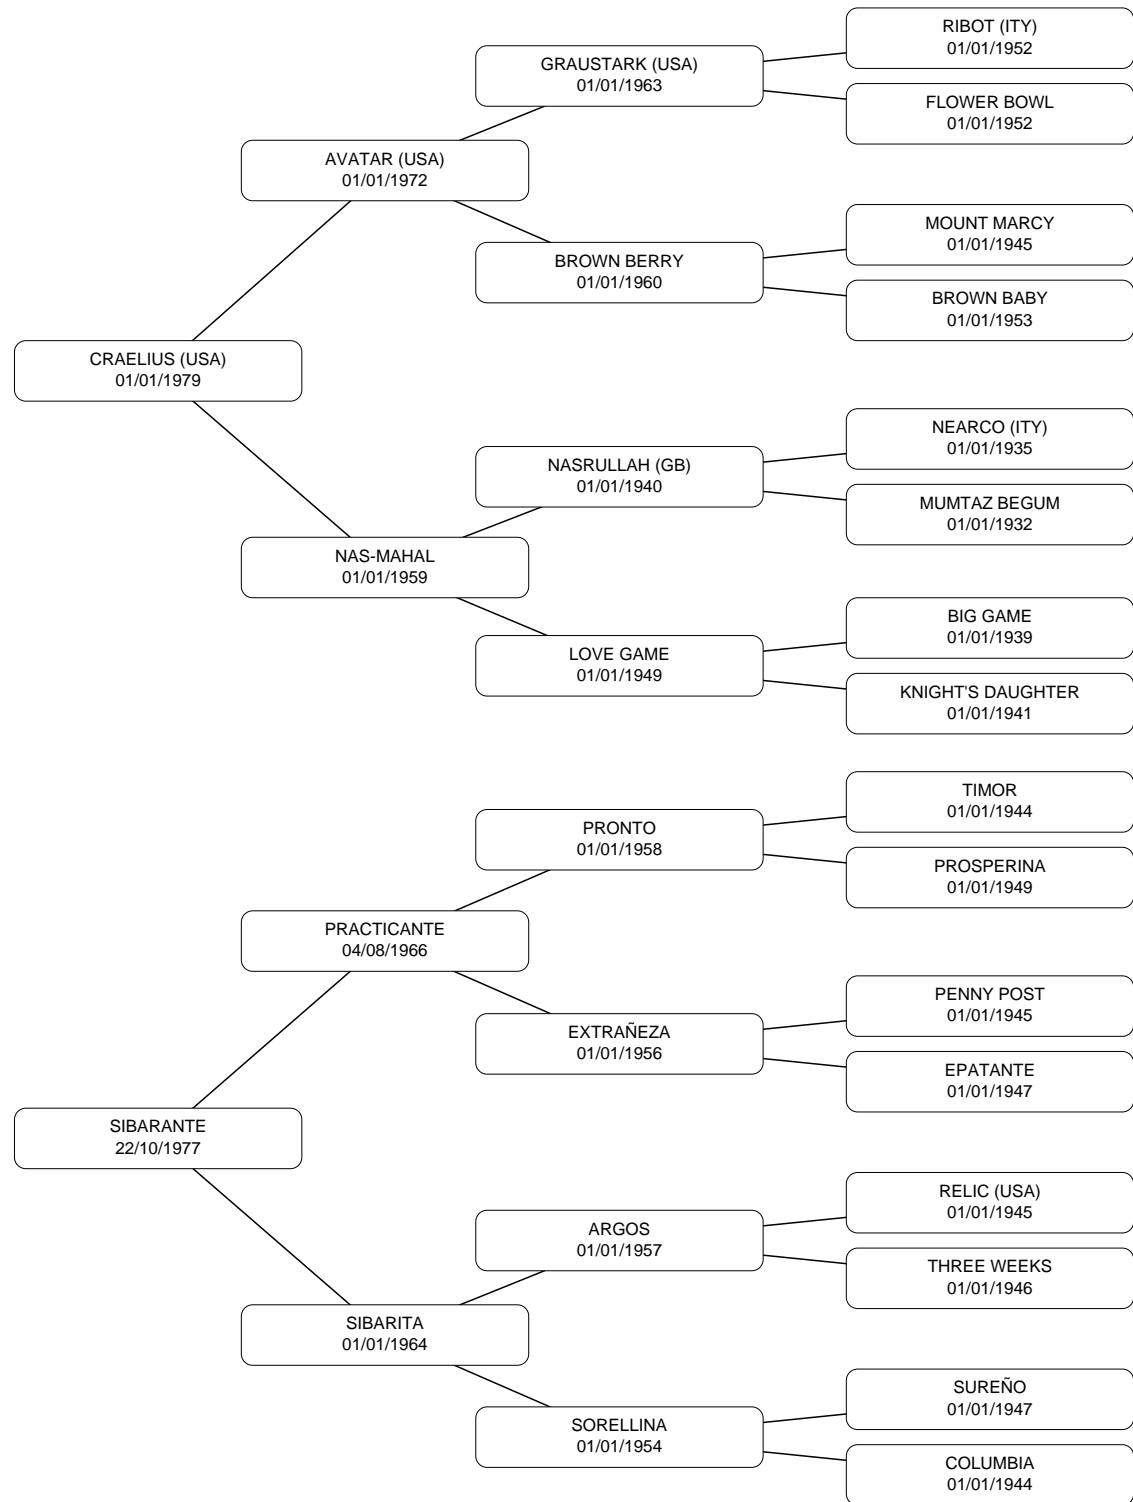 RIBOT (ITY)
01/01/1952
GRAUSTARK (USA)
01/01/1963
FLOWER BOWL
01/01/1952
AVATAR (USA)
01/01/1972
MOUNT MARCY
01/01/1945
BROWN BERRY
01/01/1960
BROWN BABY
01/01/1953
CRAELIUS (USA)
01/01/1979
NEARCO (ITY)
01/01/1935
NASRULLAH (GB)
01/01/1940
MUMTAZ BEGUM
01/01/1932
NAS-MAHAL
01/01/1959
BIG GAME
01/01/1939
LOVE GAME
01/01/1949
KNIGHT'S DAUGHTER
01/01/1941
TIMOR
01/01/1944
PRONTO
01/01/1958
PROSPERINA
01/01/1949
PRACTICANTE
04/08/1966
PENNY POST
01/01/1945
EXTRAÑEZA
01/01/1956
EPATANTE
01/01/1947
SIBARANTE
22/10/1977
RELIC (USA)
01/01/1945
ARGOS
01/01/1957
THREE WEEKS
01/01/1946
SIBARITA
01/01/1964
SUREÑO
01/01/1947
SORELLINA
01/01/1954
COLUMBIA
01/01/1944